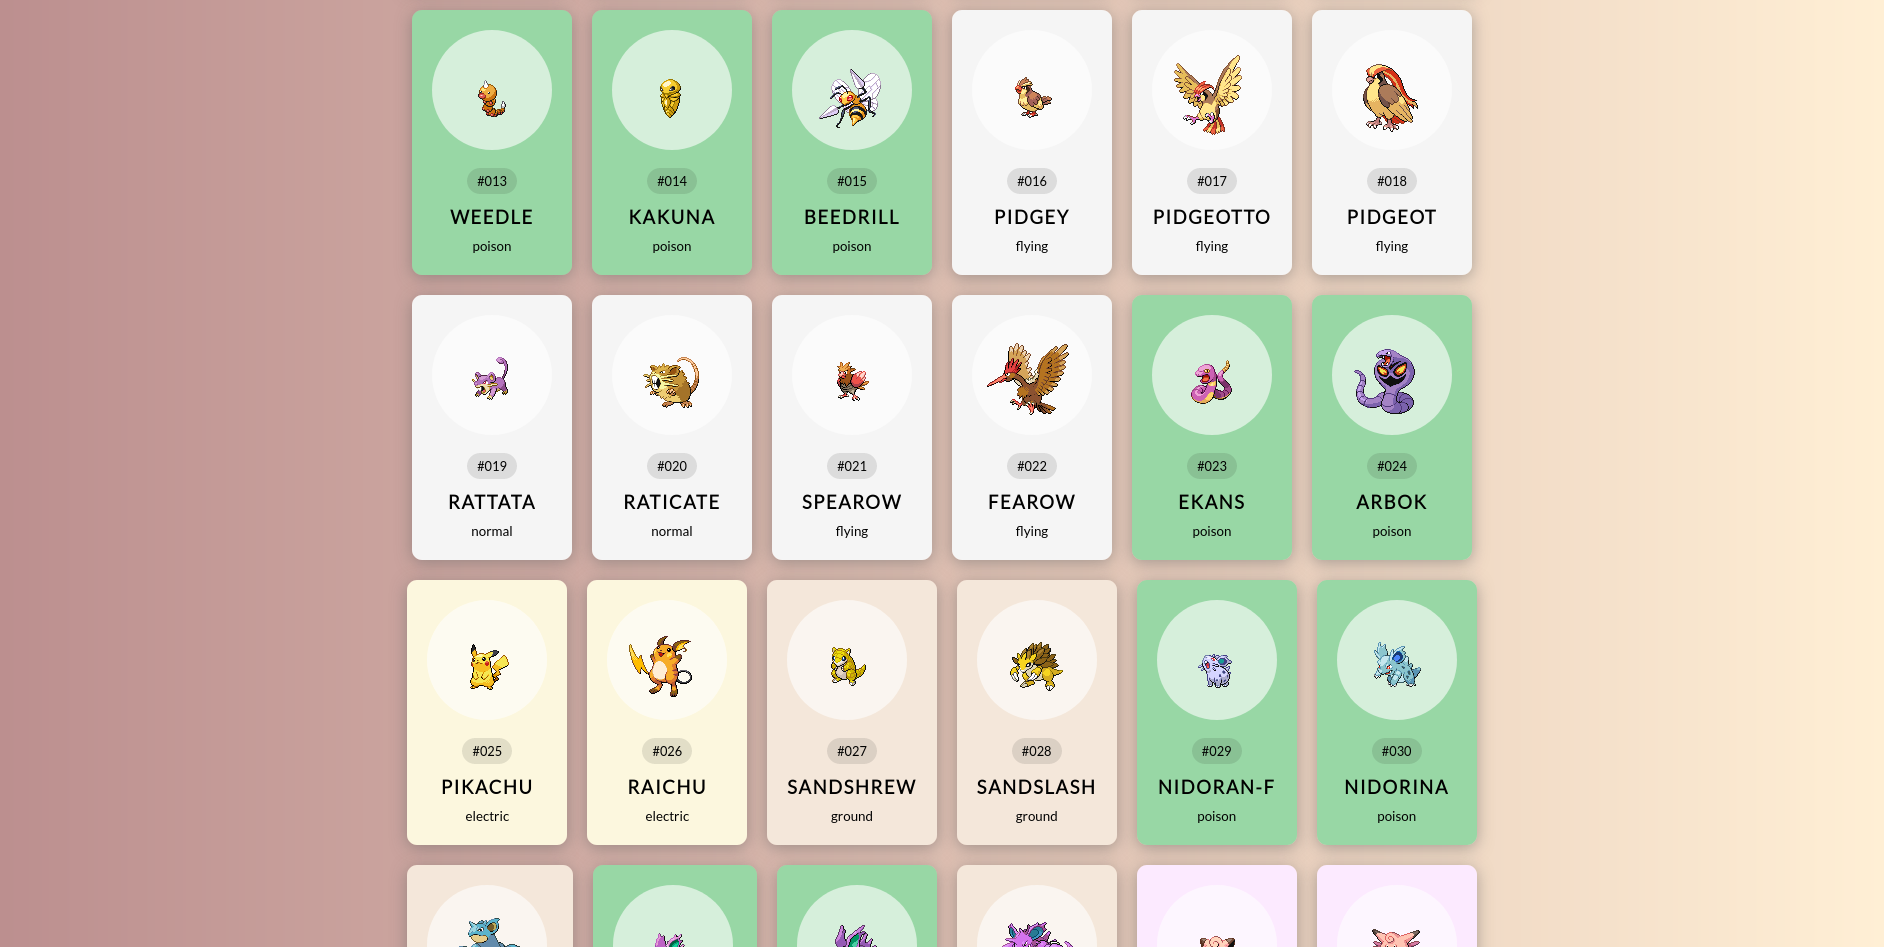 #013 #014 #015 #016 #017 #018
WEEDLE KAKUNA BEEDRILL PIDGEY PIDGEOTTO PIDGEOT
poison poison poison flying flying flying
#019 #020 #021 #022 #023 #024
RATTATA RATICATE SPEAROW FEAROW EKANS ARBOK
normal normal flying flying poison poison
#025 #026 #027 #028 #029 #030
PIKACHU RAICHU SANDSHREW SANDSLASH NIDORAN-F NIDORINA
electric electric ground ground poison poison